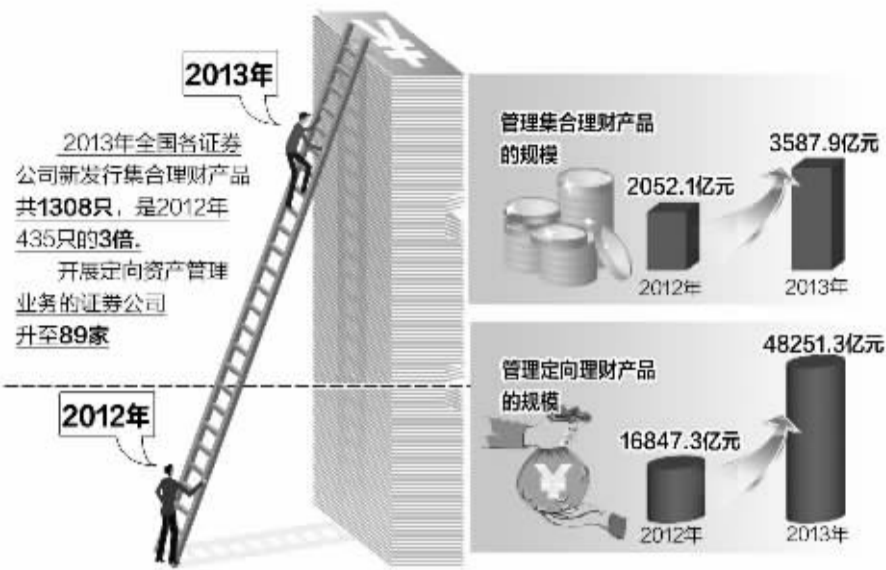 2013年
2013年全国各证券
公司新发行集合理财产品
共1308只，是2012年
435只的3倍.
开展定向资产管理
业务的证券公司
升至89家
2012年
¥
管理集合理财产品
的规模
2052.1亿元
3587.9亿元
2012年
2013年
管理定向理财产品
的规模
¥
16847.3亿元
48251.3亿元
2012年
2013年